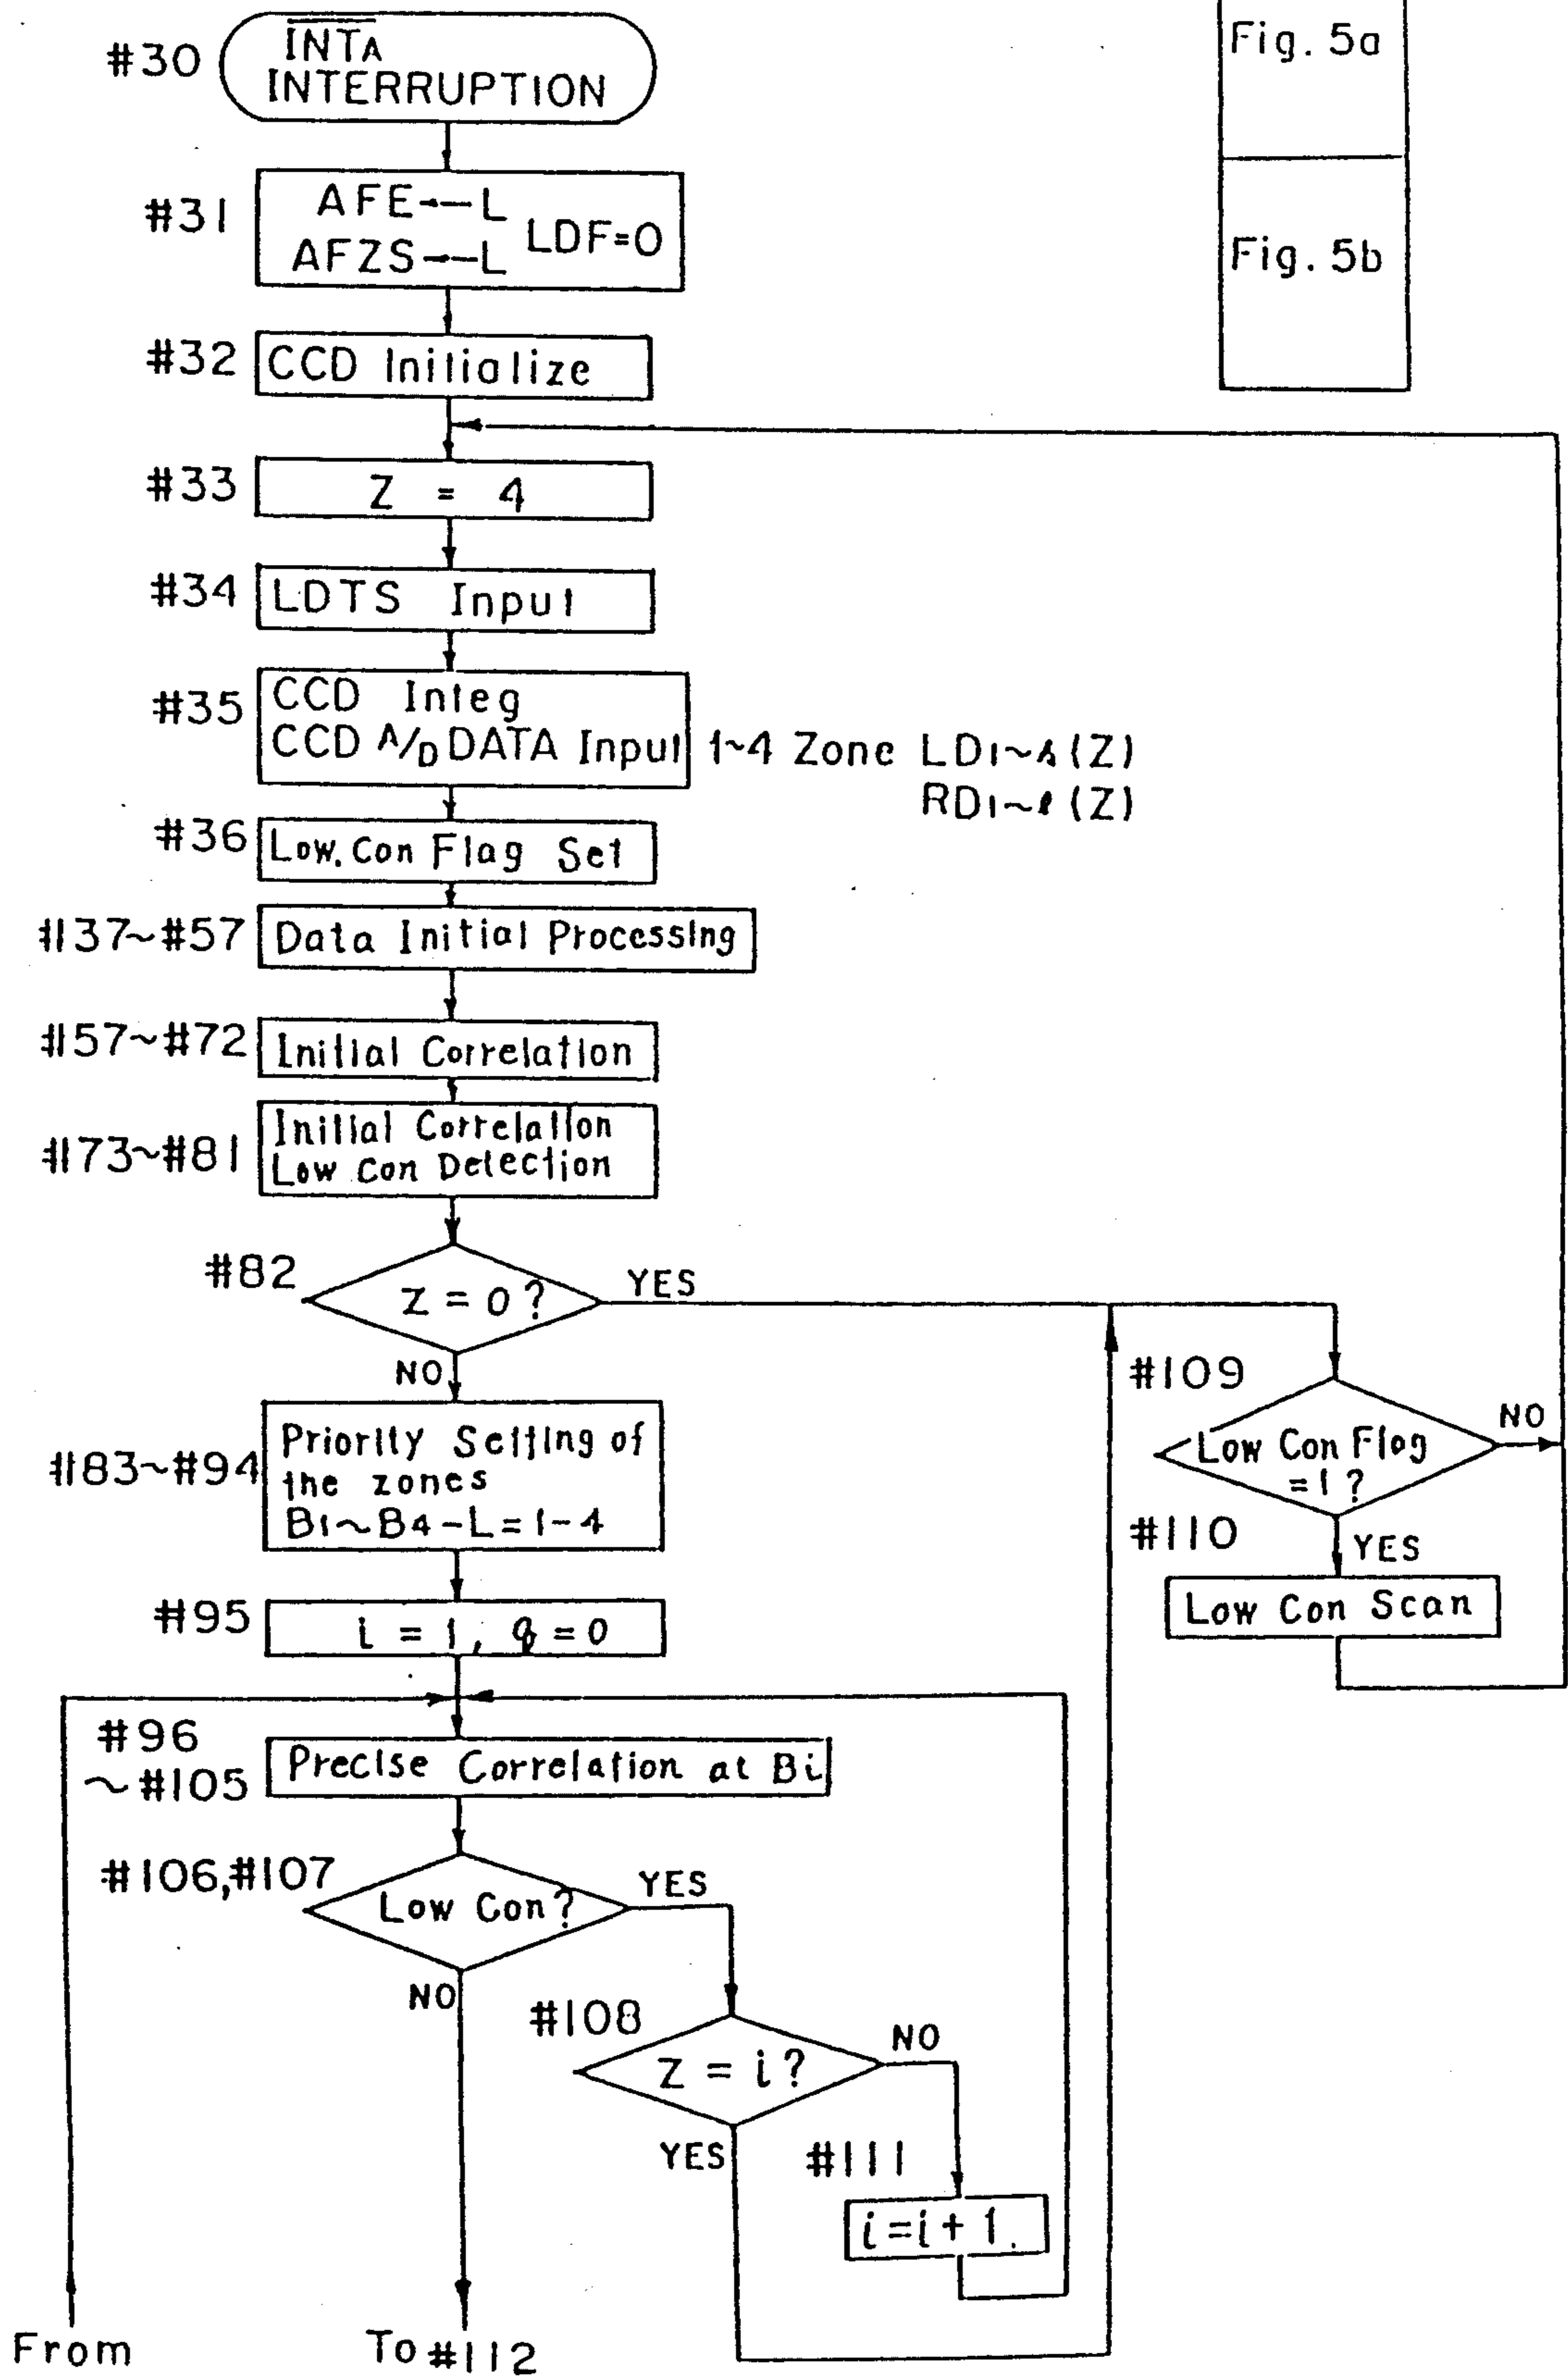 Fig. 5a
Fig. 5b
#30
INTA
INTERRUPTION
#31
AFE←L
AFZS←L
LDF=0
#32
CCD Initialize
#33
Z = 4
#34
LDTS Input
#35
CCD Integ
CCD A/D DATA Input
1~4 Zone LD1~s(Z)
RD1~ℓ(Z)
#36
Low.Con Flag Set
#37~#57
Data Initial Processing
#57~#72
Initial Correlation
#73~#81
Initial Correlation
Low Con Detection
#82
Z = 0?
YES
NO
#83~#94
Priority Setting of
the zones
B1~B4-L=1-4
#109
Low Con Flag
=1?
NO
YES
#110
Low Con Scan
#95
i = 1, q = 0
#96
~#105
Precise Correlation at Bi
#106,#107
Low Con?
YES
NO
#108
Z = i?
NO
YES
#111
i=i+1.
From
To #112